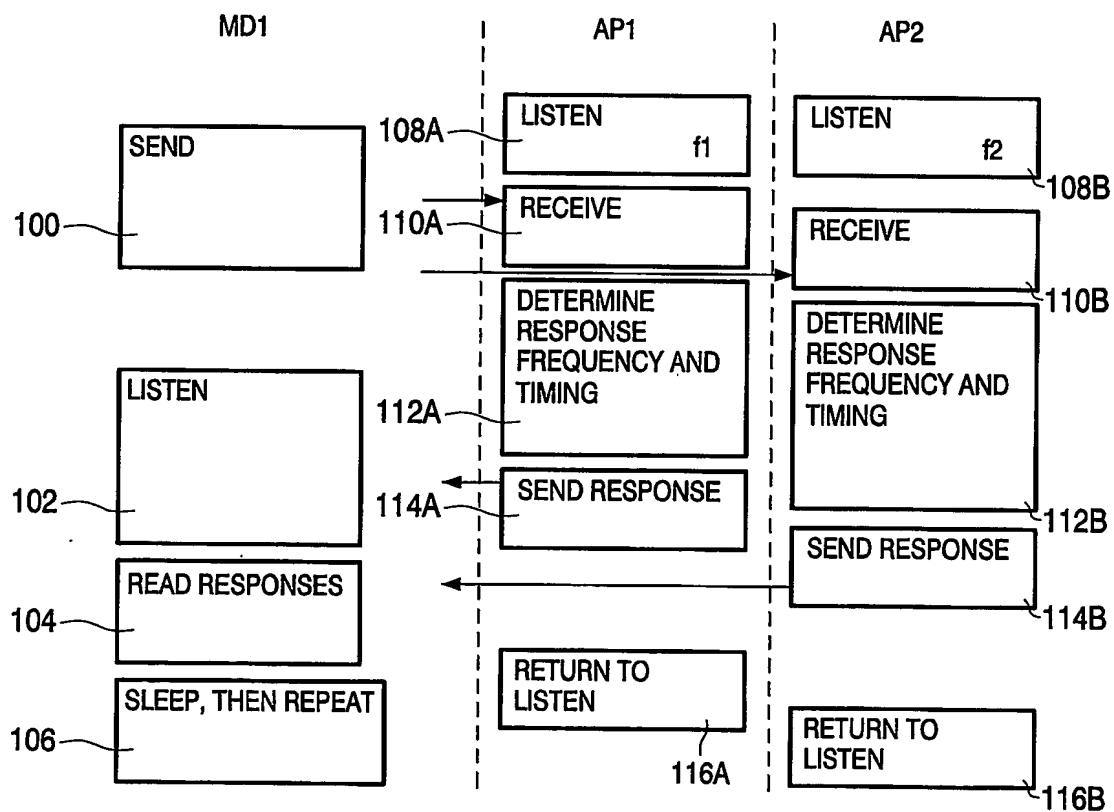 MD1
AP1
AP2
SEND
100
LISTEN
102
READ RESPONSES
104
SLEEP, THEN REPEAT
106
LISTEN
f1
108A
RECEIVE
110A
DETERMINE
RESPONSE
FREQUENCY AND
TIMING
112A
SEND RESPONSE
114A
RETURN TO
LISTEN
116A
LISTEN
f2
108B
RECEIVE
110B
DETERMINE
RESPONSE
FREQUENCY AND
TIMING
112B
SEND RESPONSE
114B
RETURN TO
LISTEN
116B